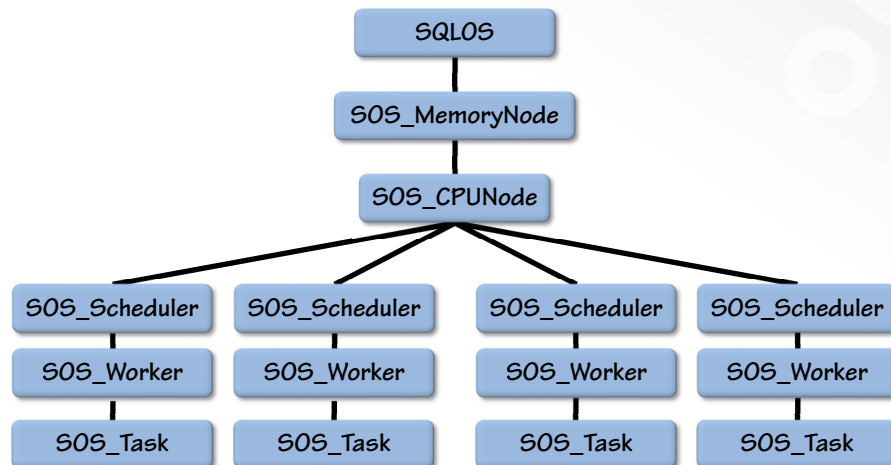 SQLOS
SOS_MemoryNode
SOS_CPUNode
SOS_Scheduler SOS_Scheduler SOS_Scheduler SOS_Scheduler
SOS_Worker SOS_Worker SOS_Worker SOS_Worker
SOS_Task SOS_Task SOS_Task SOS_Task